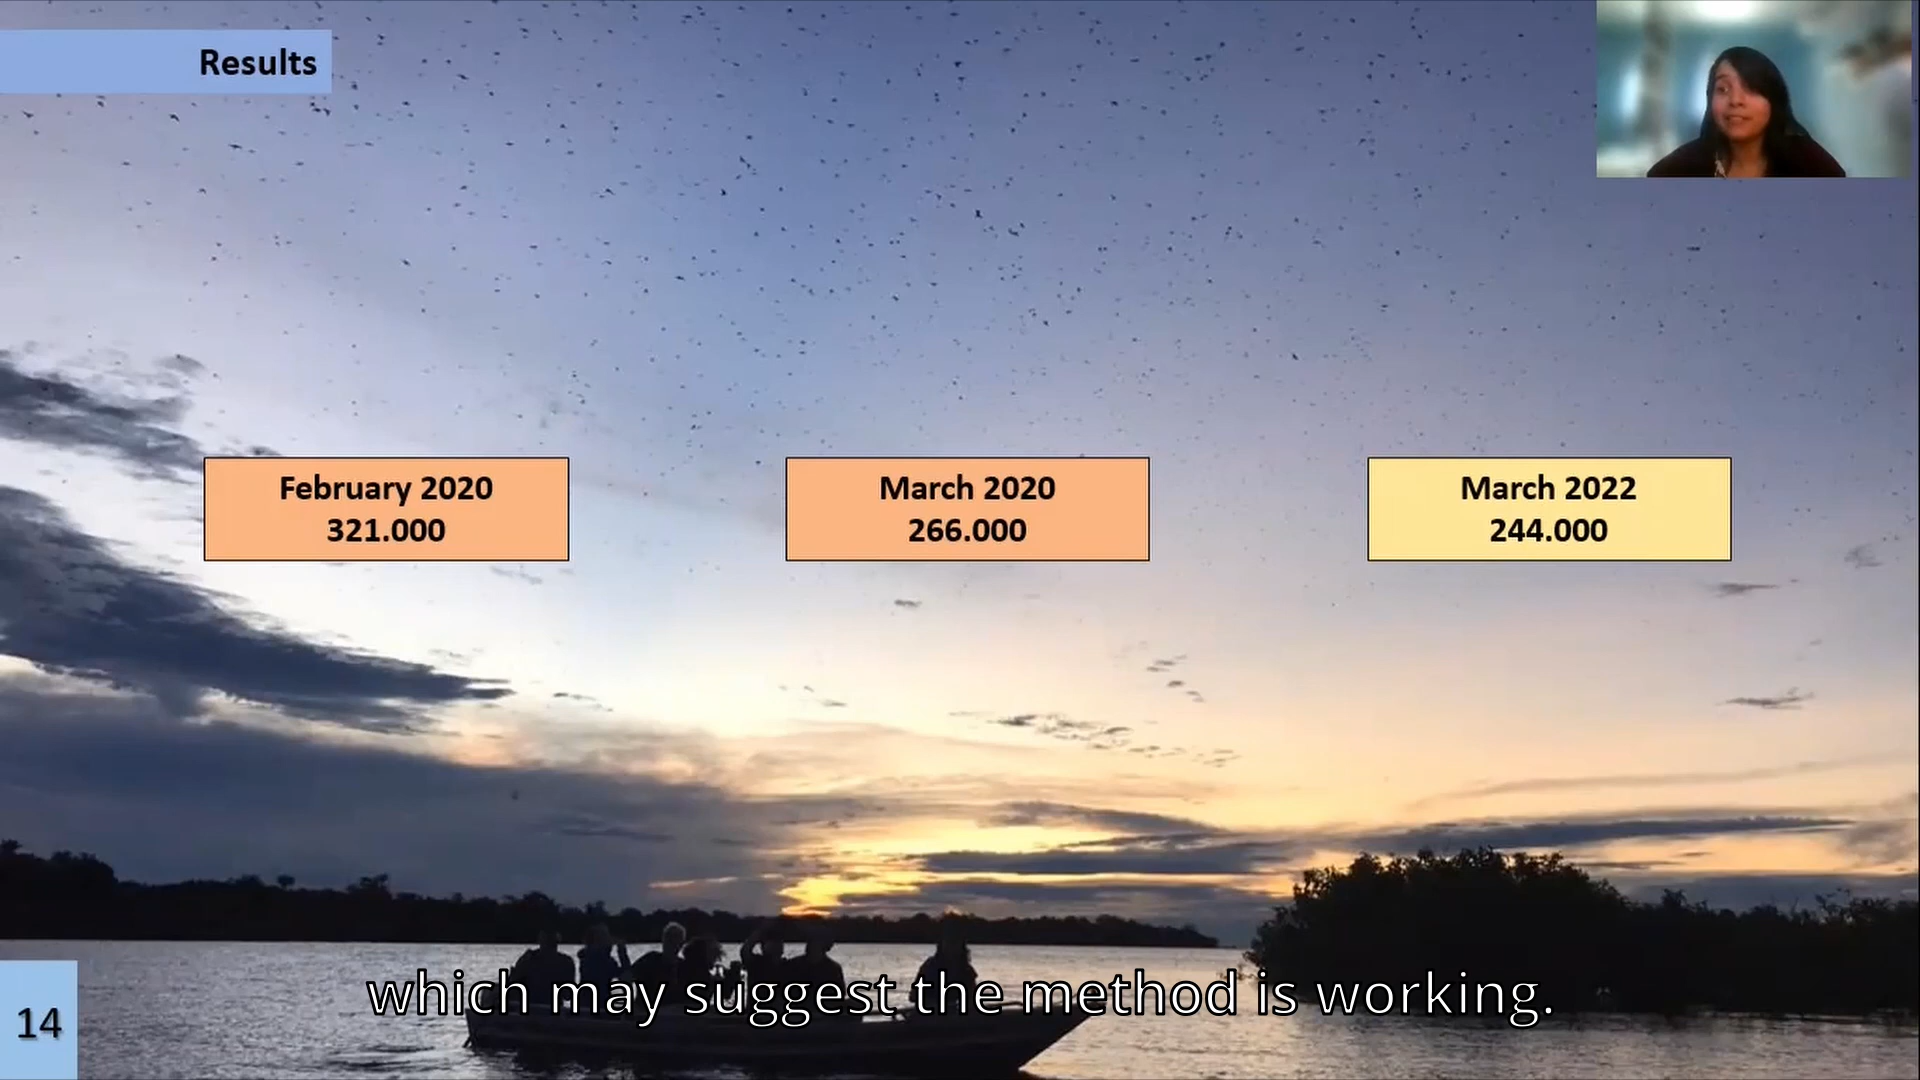 Results
February 2020
321.000
March 2020
266.000
March 2022
244.000
which may suggest the method is working.
14